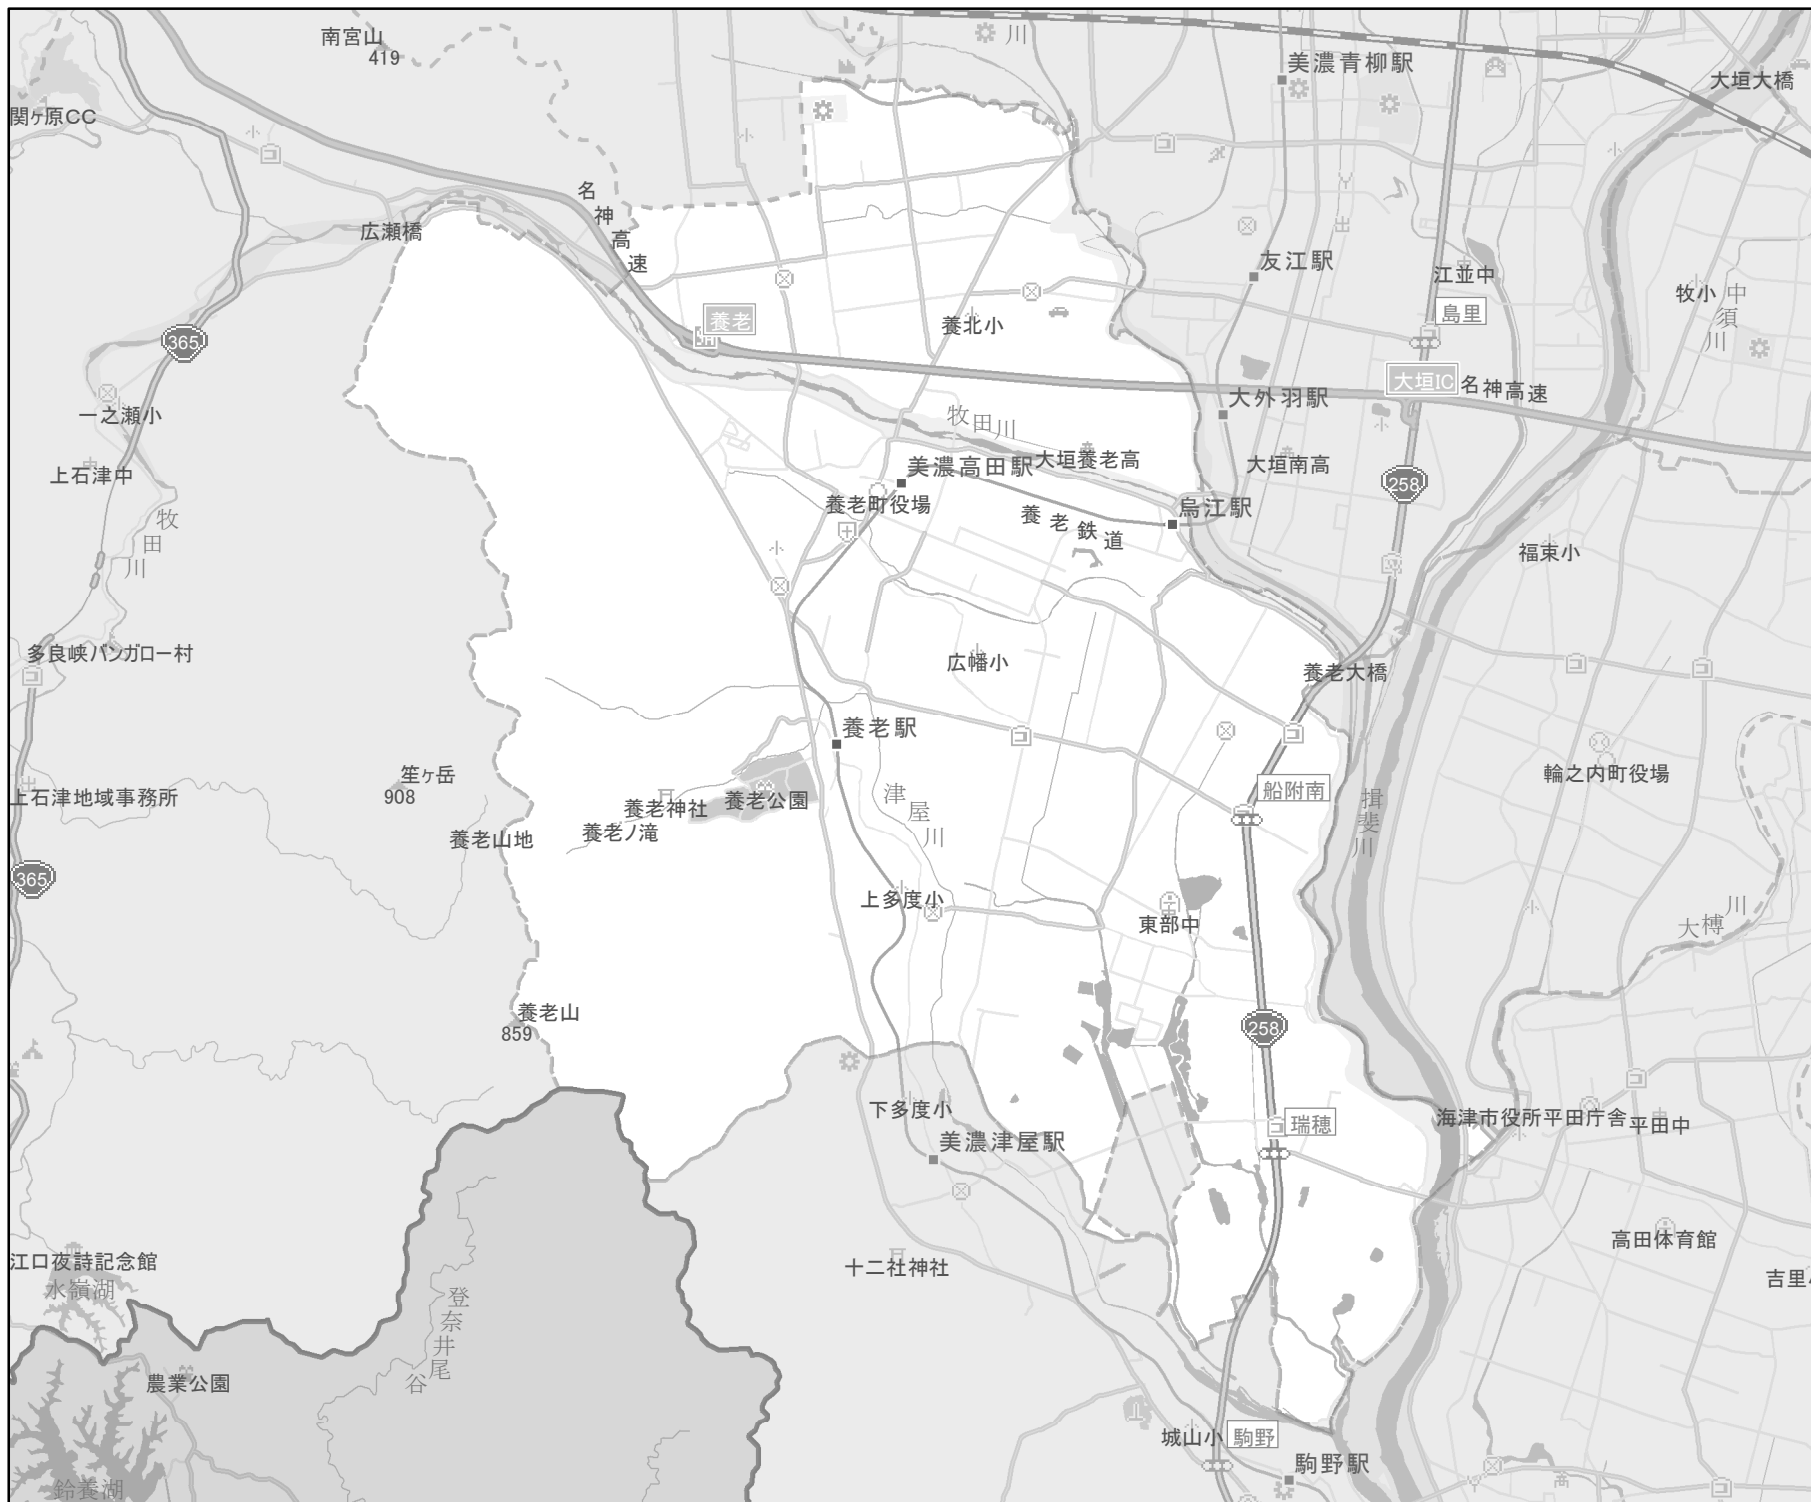 南宮山
419
川
美濃青柳駅
大垣大橋
関ヶ原CC
名神高速
広瀬橋
友江駅
江並中
牧小
中須川
島里
養老
養北小
365
大垣IC
名神高速
大外羽駅
一之瀬小
牧田川
美濃高田駅
大垣養老高
大垣南高
上石津中
258
養老町役場
烏江駅
養老鉄道
牧田川
福束小
多良峡バンガロー村
広幡小
養老大橋
養老駅
輪之内町役場
笙ヶ岳
908
船附南
上石津地域事務所
養老神社
養老公園
津屋川
揖斐川
養老山地
養老ノ滝
365
上多度小
東部中
大榑川
養老山
859
258
下多度小
瑞穂
海津市役所平田庁舎
平田中
美濃津屋駅
高田体育館
江口夜詩記念館
十二社神社
吉里小
水嶺湖
登奈井尾谷
農業公園
城山小
駒野
駒野駅
鈴養湖